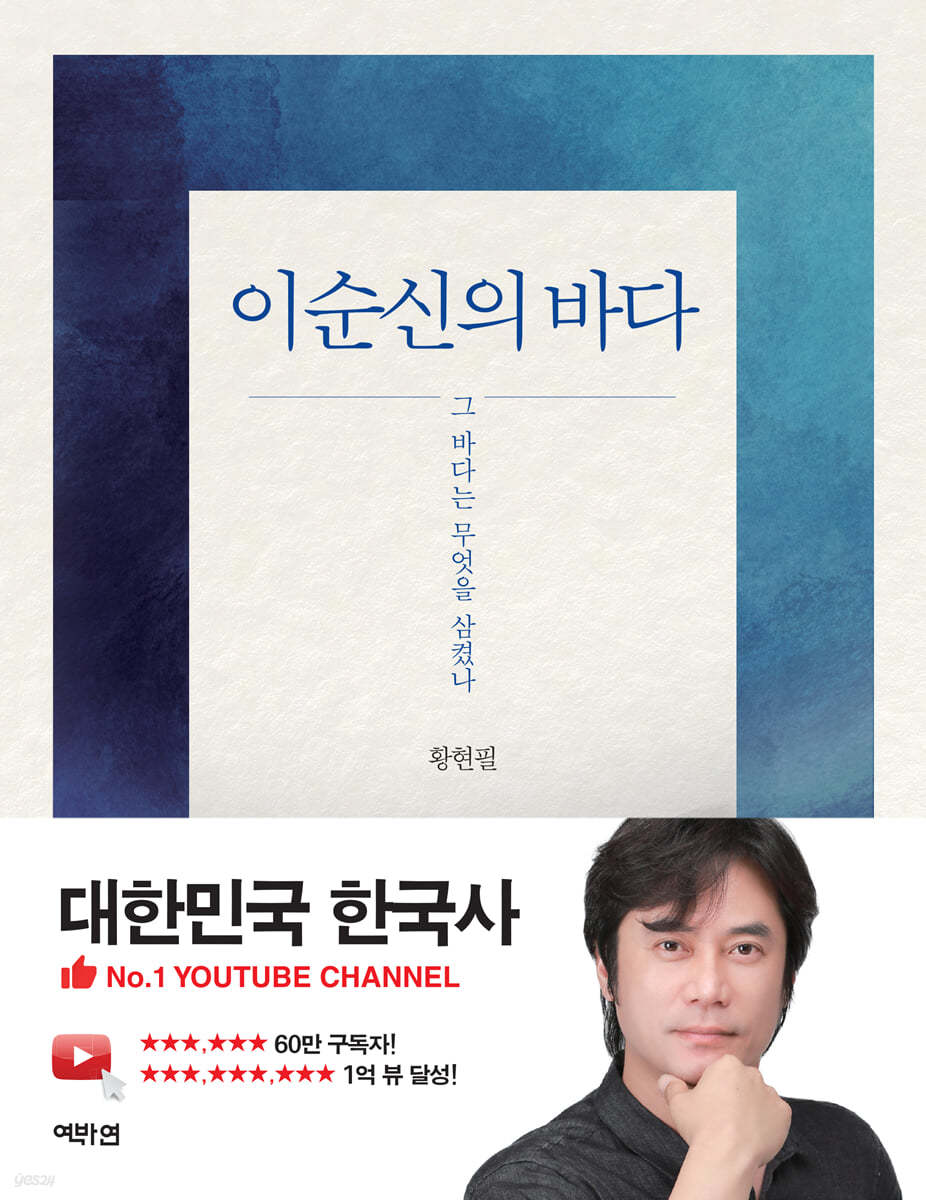 이순신의 바다
그 바다는 무엇을 삼켰나
황현필
대한민국 한국사
No.1 YOUTUBE CHANNEL
★★★,★★★ 60만 구독자!
★★★,★★★,★★★ 1억 뷰 달성!
역바연
yes24